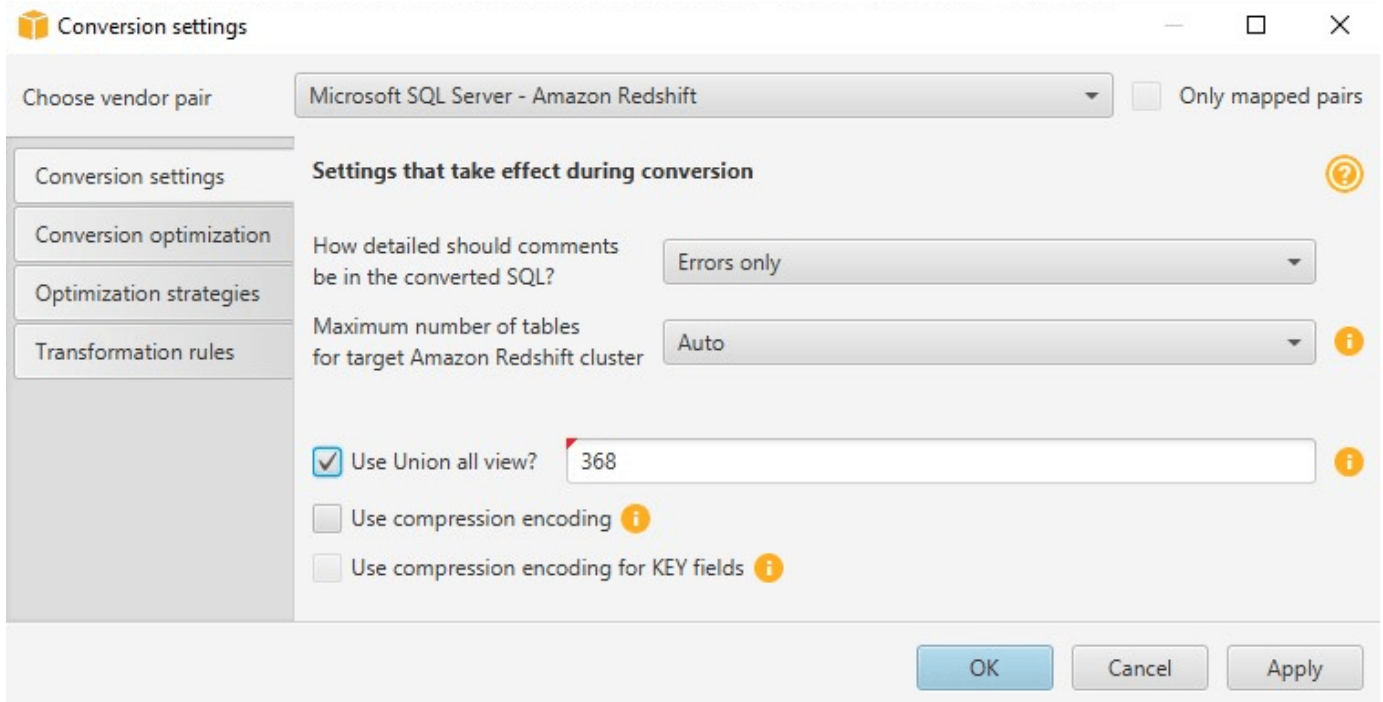 Conversion settings
Choose vendor pair
Microsoft SQL Server - Amazon Redshift
Only mapped pairs
Conversion settings
Conversion optimization
Optimization strategies
Transformation rules
Settings that take effect during conversion
How detailed should comments
be in the converted SQL?
Errors only
Maximum number of tables
for target Amazon Redshift cluster
Auto
Use Union all view?
368
Use compression encoding
Use compression encoding for KEY fields
OK
Cancel
Apply